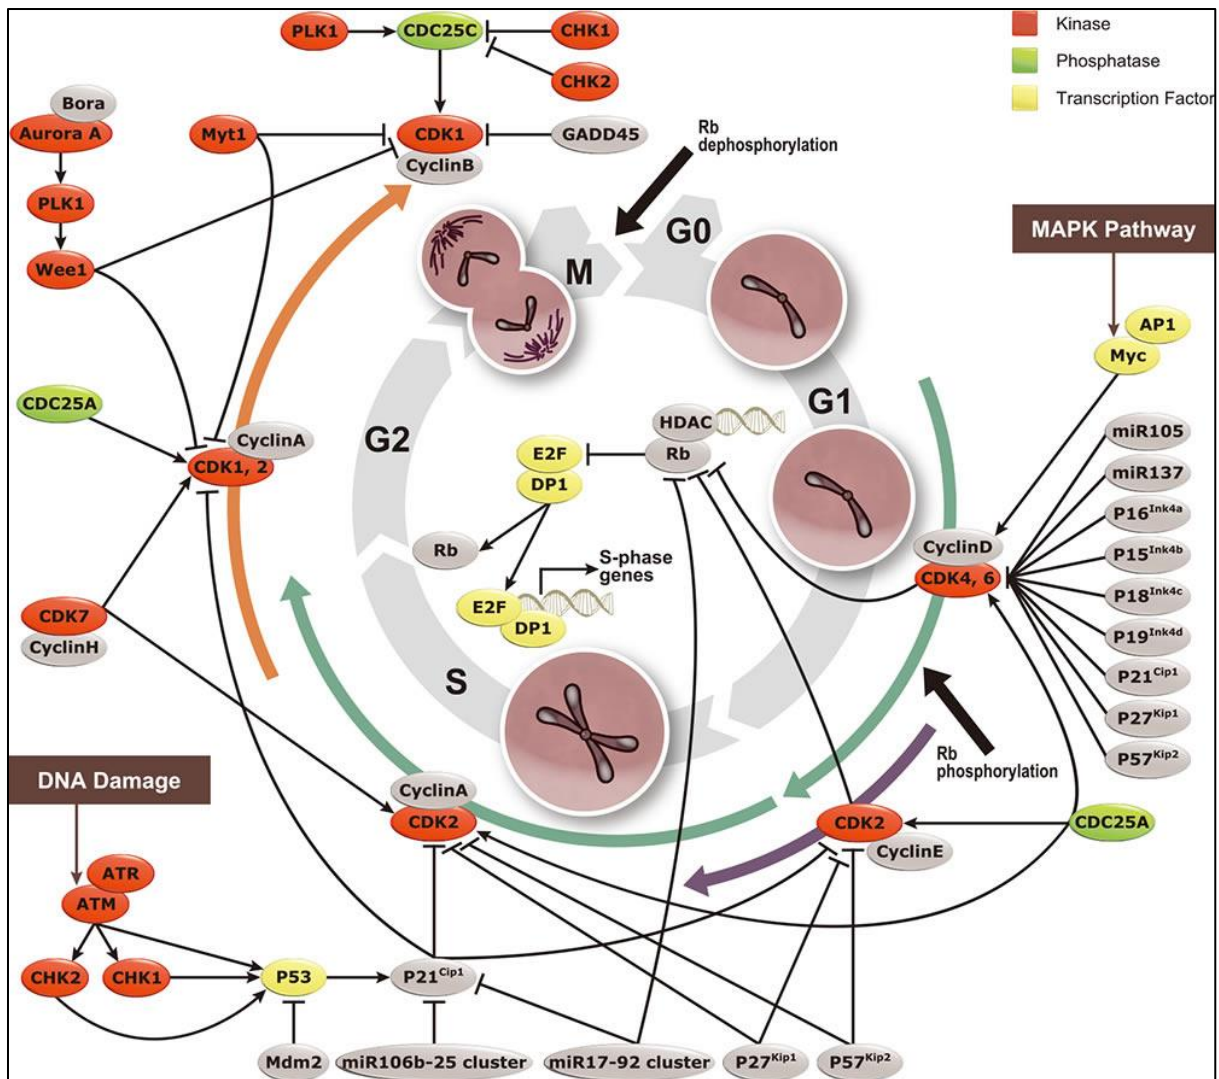 PLK1
CDC25C
CHK1
CHK2
Kinase
Phosphatase
Transcription Factor
Bora
Aurora A
Myt1
CDK1
CyclinB
GADD45
Rb
dephosphorylation
PLK1
Wee1
M
G0
MAPK Pathway
AP1
Myc
CDC25A
CyclinA
CDK1, 2
G2
G1
HDAC
Rb
E2F
DP1
Rb
S-phase
genes
E2F
DP1
miR105
miR137
P16Ink4a
P15Ink4b
P18Ink4c
P19Ink4d
P21Cip1
P27Kip1
P57Kip2
CyclinD
CDK4, 6
CDK7
CyclinH
S
Rb
phosphorylation
DNA Damage
CyclinA
CDK2
CDK2
CyclinE
CDC25A
ATR
ATM
CHK2
CHK1
P53
P21Cip1
Mdm2
miR106b-25 cluster
miR17-92 cluster
P27Kip1
P57Kip2